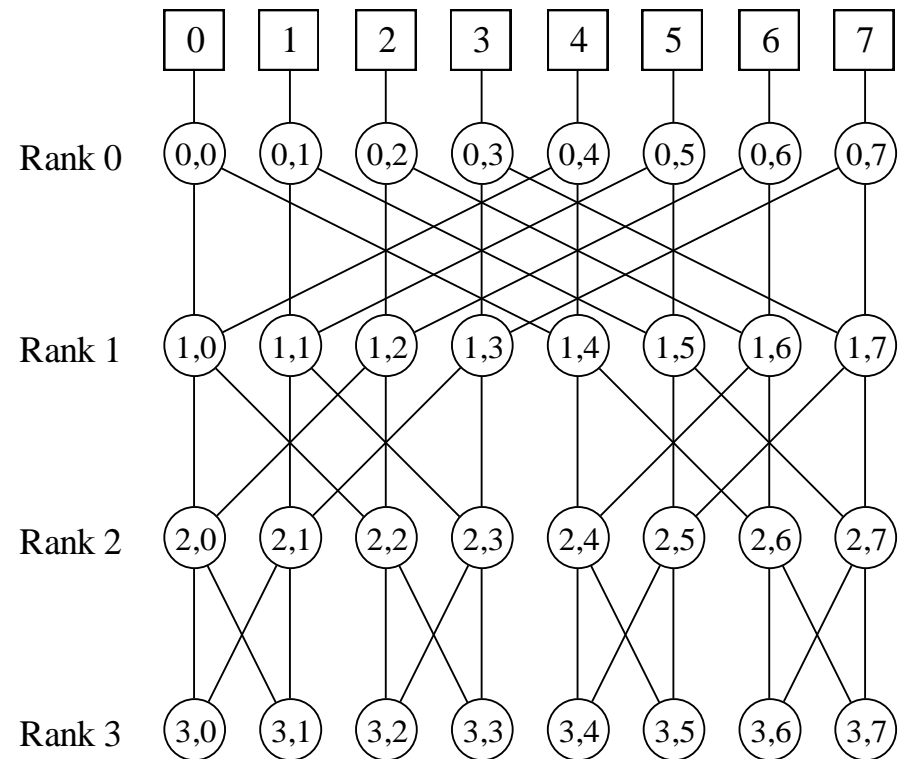 0 1 2 3 4 5 6 7
Rank 0 0,0 0,1 0,2 0,3 0,4 0,5 0,6 0,7
Rank 1 1,0 1,1 1,2 1,3 1,4 1,5 1,6 1,7
Rank 2 2,0 2,1 2,2 2,3 2,4 2,5 2,6 2,7
Rank 3 3,0 3,1 3,2 3,3 3,4 3,5 3,6 3,7